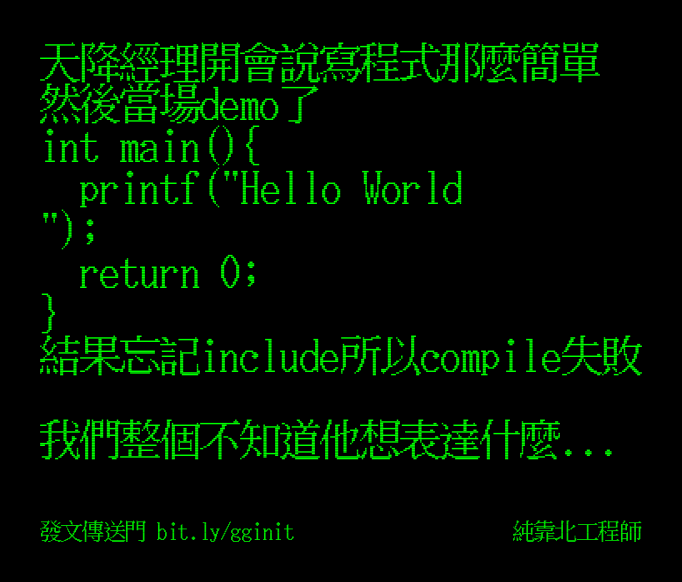 天降經理開會說寫程式那麼簡單
然後當場demo了
int main(){
  printf("Hello World
");
  return 0;
}
結果忘記include所以compile失敗
我們整個不知道他想表達什麼...
發文傳送門 bit.ly/gginit
純靠北工程師